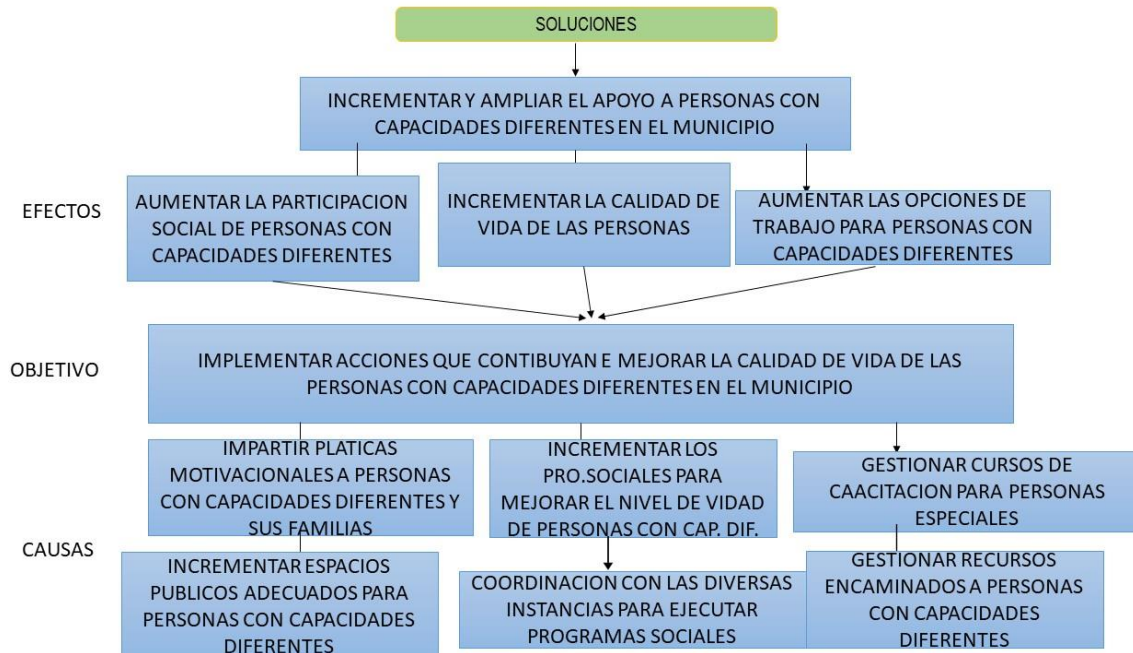 SOLUCIONES
INCREMENTAR Y AMPLIAR EL APOYO A PERSONAS CON
CAPACIDADES DIFERENTES EN EL MUNICIPIO
EFECTOS
AUMENTAR LA PARTICIPACION
SOCIAL DE PERSONAS CON
CAPACIDADES DIFERENTES
INCREMENTAR LA CALIDAD DE
VIDA DE LAS PERSONAS
AUMENTAR LAS OPCIONES DE
TRABAJO PARA PERSONAS CON
CAPACIDADES DIFERENTES
OBJETIVO
IMPLEMENTAR ACCIONES QUE CONTIBUYAN E MEJORAR LA CALIDAD DE VIDA DE LAS
PERSONAS CON CAPACIDADES DIFERENTES EN EL MUNICIPIO
CAUSAS
IMPARTIR PLATICAS
MOTIVACIONALES A PERSONAS
CON CAPACIDADES DIFERENTES Y
SUS FAMILIAS
INCREMENTAR LOS
PRO.SOCIALES PARA
MEJORAR EL NIVEL DE VIDAD
DE PERSONAS CON CAP. DIF.
GESTIONAR CURSOS DE
CAACITACION PARA PERSONAS
ESPECIALES
INCREMENTAR ESPACIOS
PUBLICOS ADECUADOS PARA
PERSONAS CON CAPACIDADES
DIFERENTES
COORDINACION CON LAS DIVERSAS
INSTANCIAS PARA EJECUTAR
PROGRAMAS SOCIALES
GESTIONAR RECURSOS
ENCAMINADOS A PERSONAS
CON CAPACIDADES
DIFERENTES